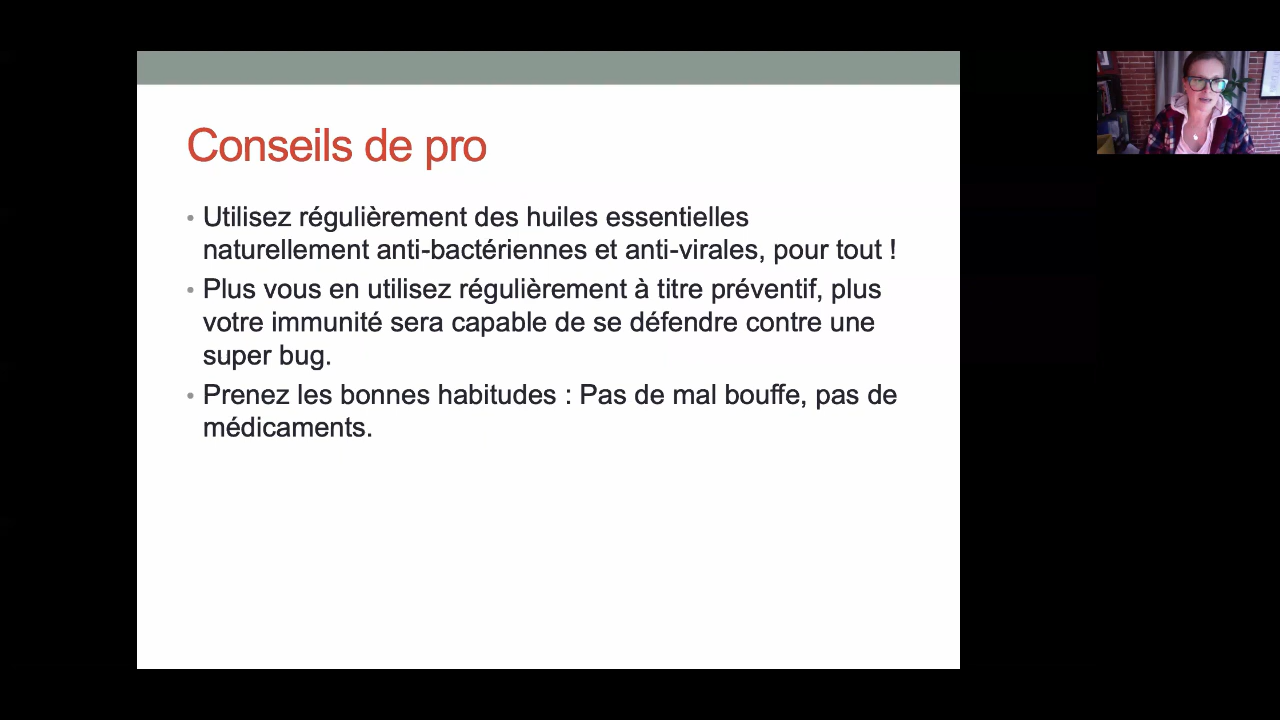 Conseils de pro
• Utilisez régulièrement des huiles essentielles
naturellement anti-bactériennes et anti-virales, pour tout !
• Plus vous en utilisez régulièrement à titre préventif, plus
votre immunité sera capable de se défendre contre une
super bug.
• Prenez les bonnes habitudes : Pas de mal bouffe, pas de
médicaments.